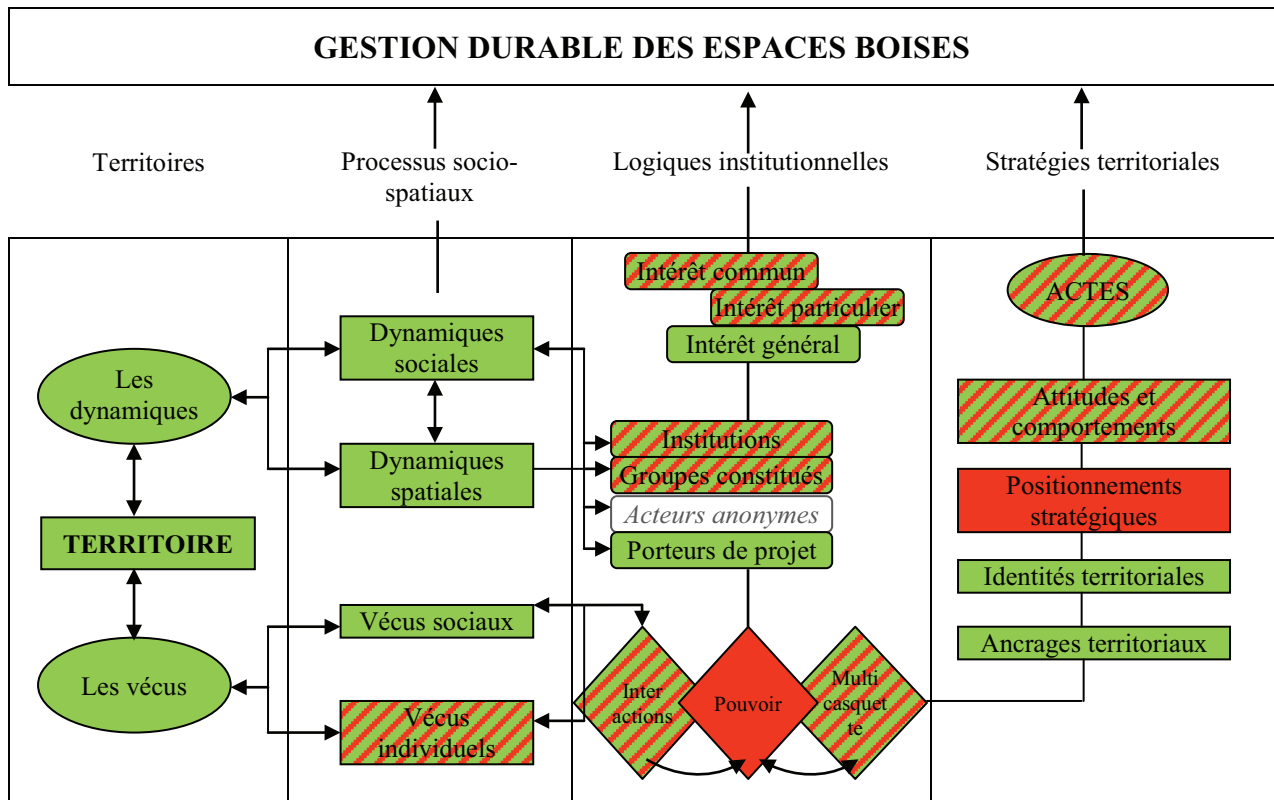 GESTION DURABLE DES ESPACES BOISES
Territoires
Processus socio-
spatiaux
Logiques institutionnelles
Stratégies territoriales
Les
dynamiques
TERRITOIRE
Les vécus
Dynamiques
sociales
Dynamiques
spatiales
Vécus sociaux
Vécus
individuels
Intérêt commun
Intérêt particulier
Intérêt général
Institutions
Groupes constitués
Acteurs anonymes
Porteurs de projet
Inter
actions
Pouvoir
Multi
casquet
te
ACTES
Attitudes et
comportements
Positionnements
stratégiques
Identités territoriales
Ancrages territoriaux